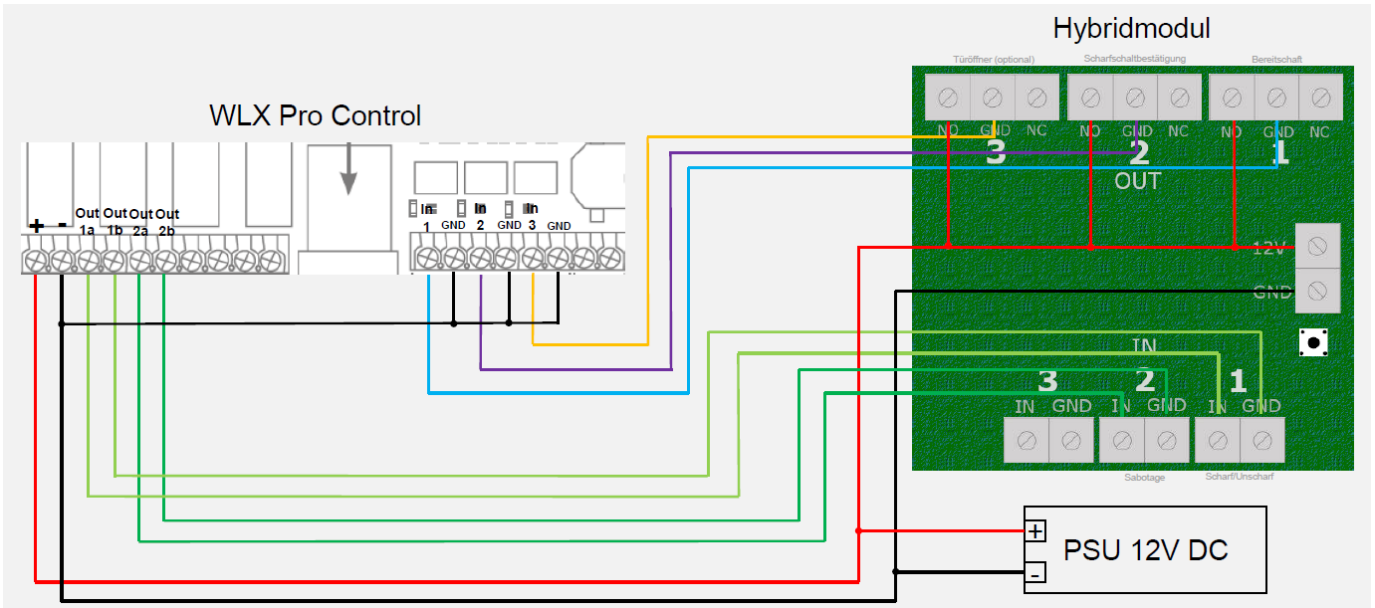 Hybridmodul
Türöffner (optional) Scharfschaltbestätigung Bereitschaft
NO GND NC NO GND NC NO GND NC
3 2 1
OUT
WLX Pro Control
+ - Out Out Out Out
1a 1b 2a 2b
In In In
1 GND 2 GND 3 GND
12V
GND
IN
3 2 1
IN GND IN GND IN GND
Sabotage Scharf/Unscharf
+
PSU 12V DC
-